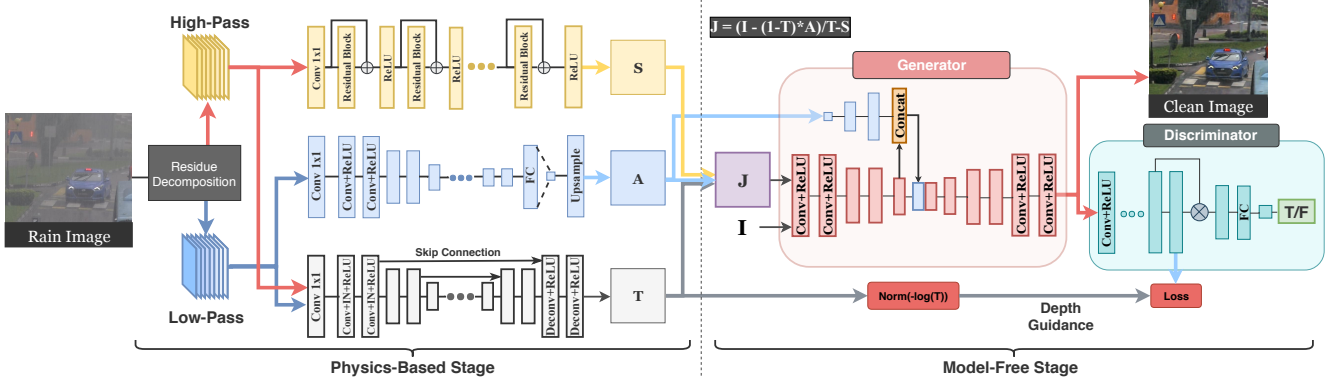 High-Pass
Rain Image
Residue
Decomposition
Low-Pass
Conv 1x1
Residual Block
ReLU
Residual Block
ReLU
Residual Block
ReLU
S
Conv 1x1
Conv+ReLU
Conv+ReLU
FC
Upsample
A
Skip Connection
Conv 1x1
Conv+IN+ReLU
Conv+IN+ReLU
Deconv+ReLU
Deconv+ReLU
T
Physics-Based Stage
J = (I - (1-T)*A)/T-S
Generator
J
I
Conv+ReLU
Conv+ReLU
Concat
Conv+ReLU
Conv+ReLU
Clean Image
Discriminator
Conv+ReLU
FC
T/F
Norm(-log(T))
Depth
Guidance
Loss
Model-Free Stage